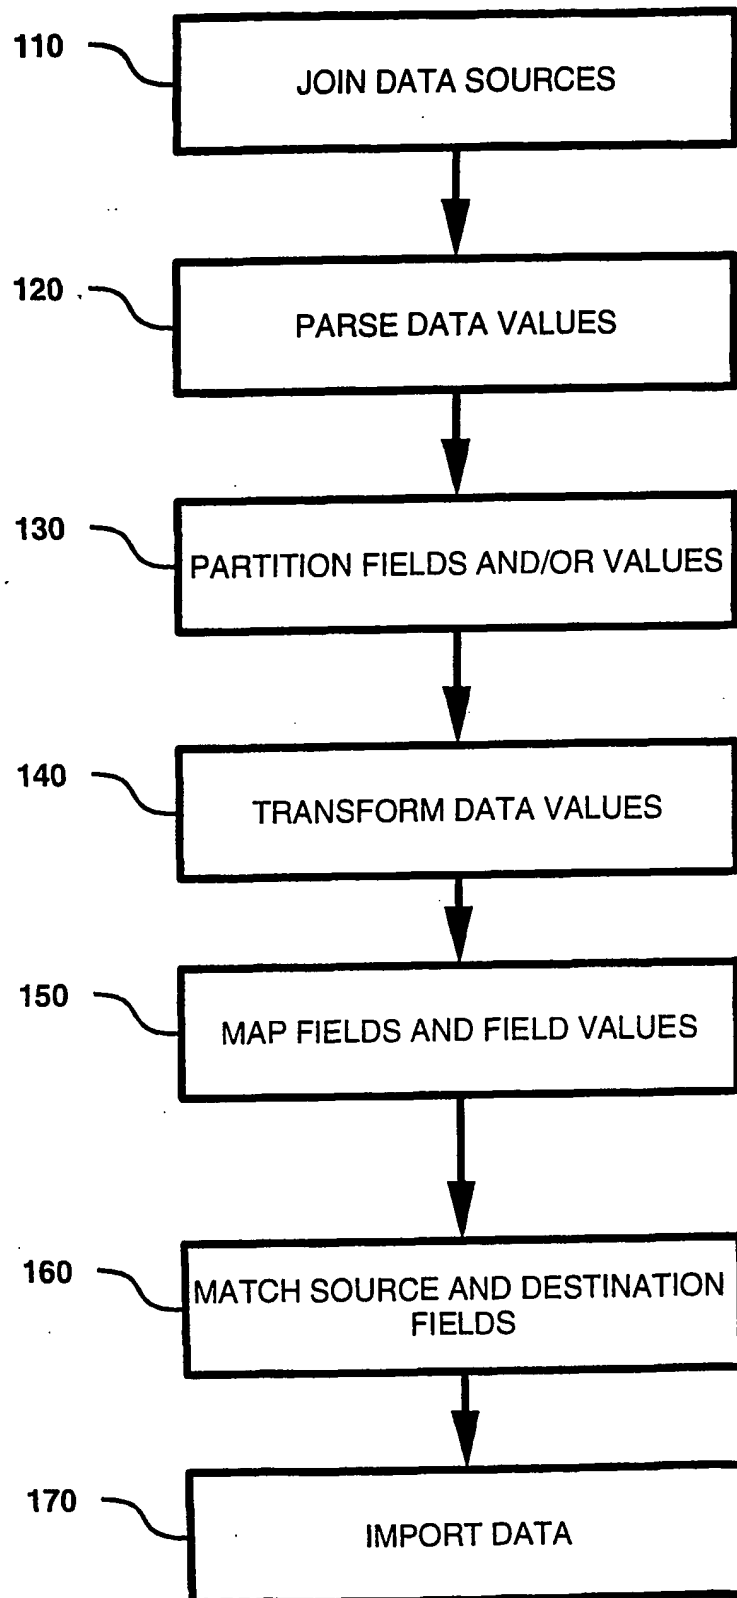 110
JOIN DATA SOURCES
120
PARSE DATA VALUES
130
PARTITION FIELDS AND/OR VALUES
140
TRANSFORM DATA VALUES
150
MAP FIELDS AND FIELD VALUES
160
MATCH SOURCE AND DESTINATION
FIELDS
170
IMPORT DATA